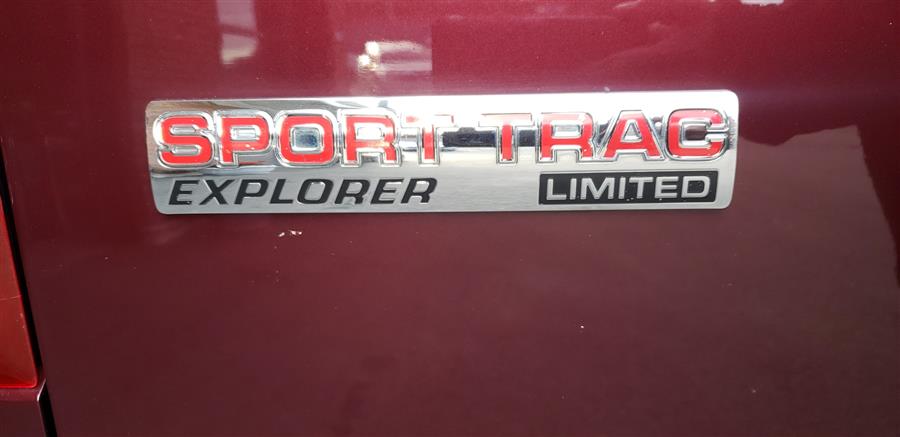 SPORT TRAC
EXPLORER LIMITED